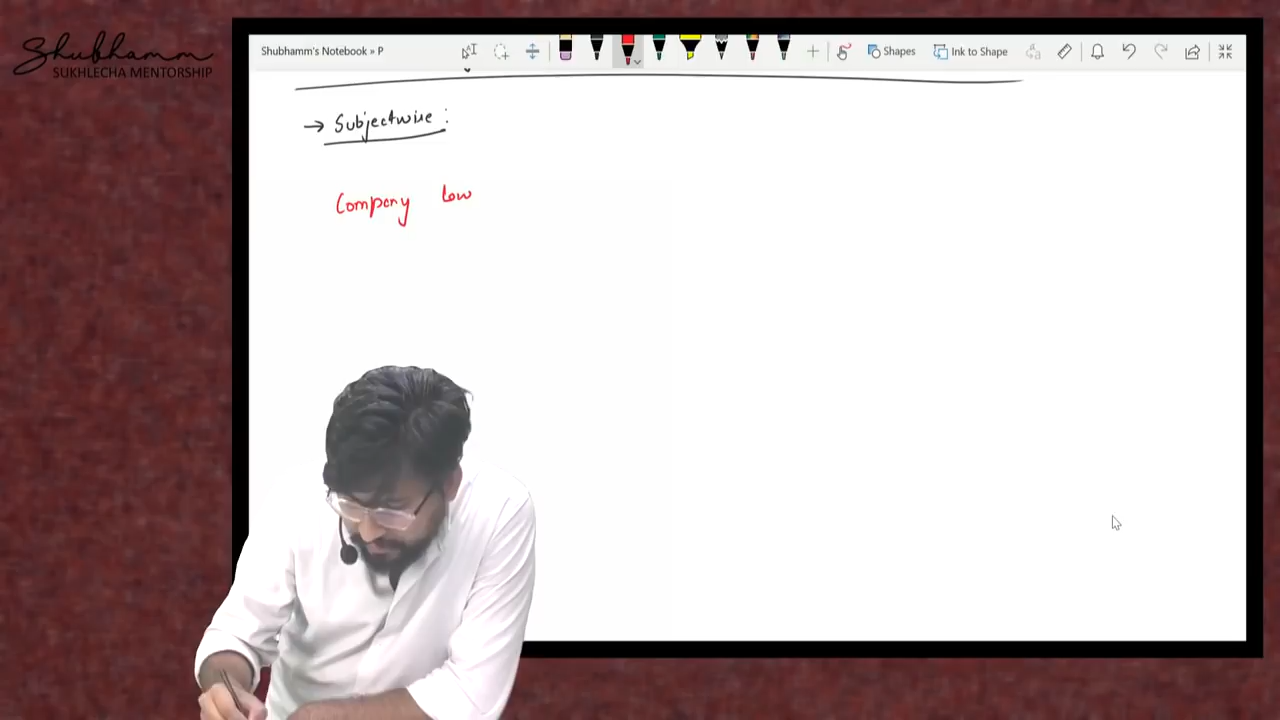 Shubhamm
SUKHLECHA MENTORSHIP
Shubhamm's Notebook » P
Shapes
Ink to Shape
→ Subjectwise :
Company Law